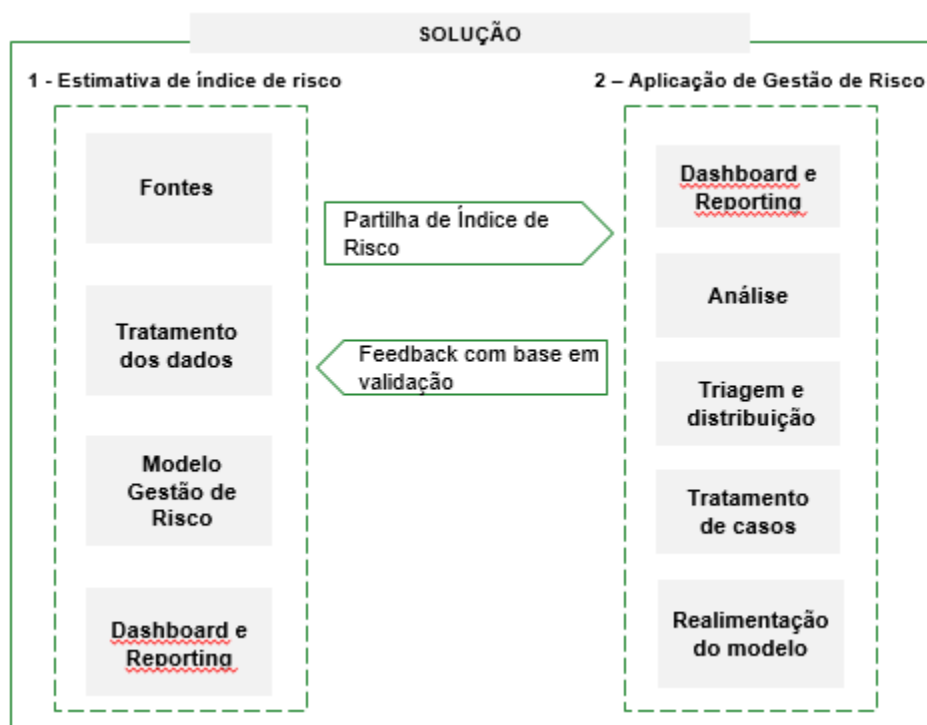 SOLUÇÃO
1 - Estimativa de índice de risco
Fontes
Tratamento
dos dados
Modelo
Gestão de
Risco
Dashboard e
Reporting
Partilha de Índice de
Risco
Feedback com base em
validação
2 – Aplicação de Gestão de Risco
Dashboard e
Reporting
Análise
Triagem e
distribuição
Tratamento
de casos
Realimentação
do modelo